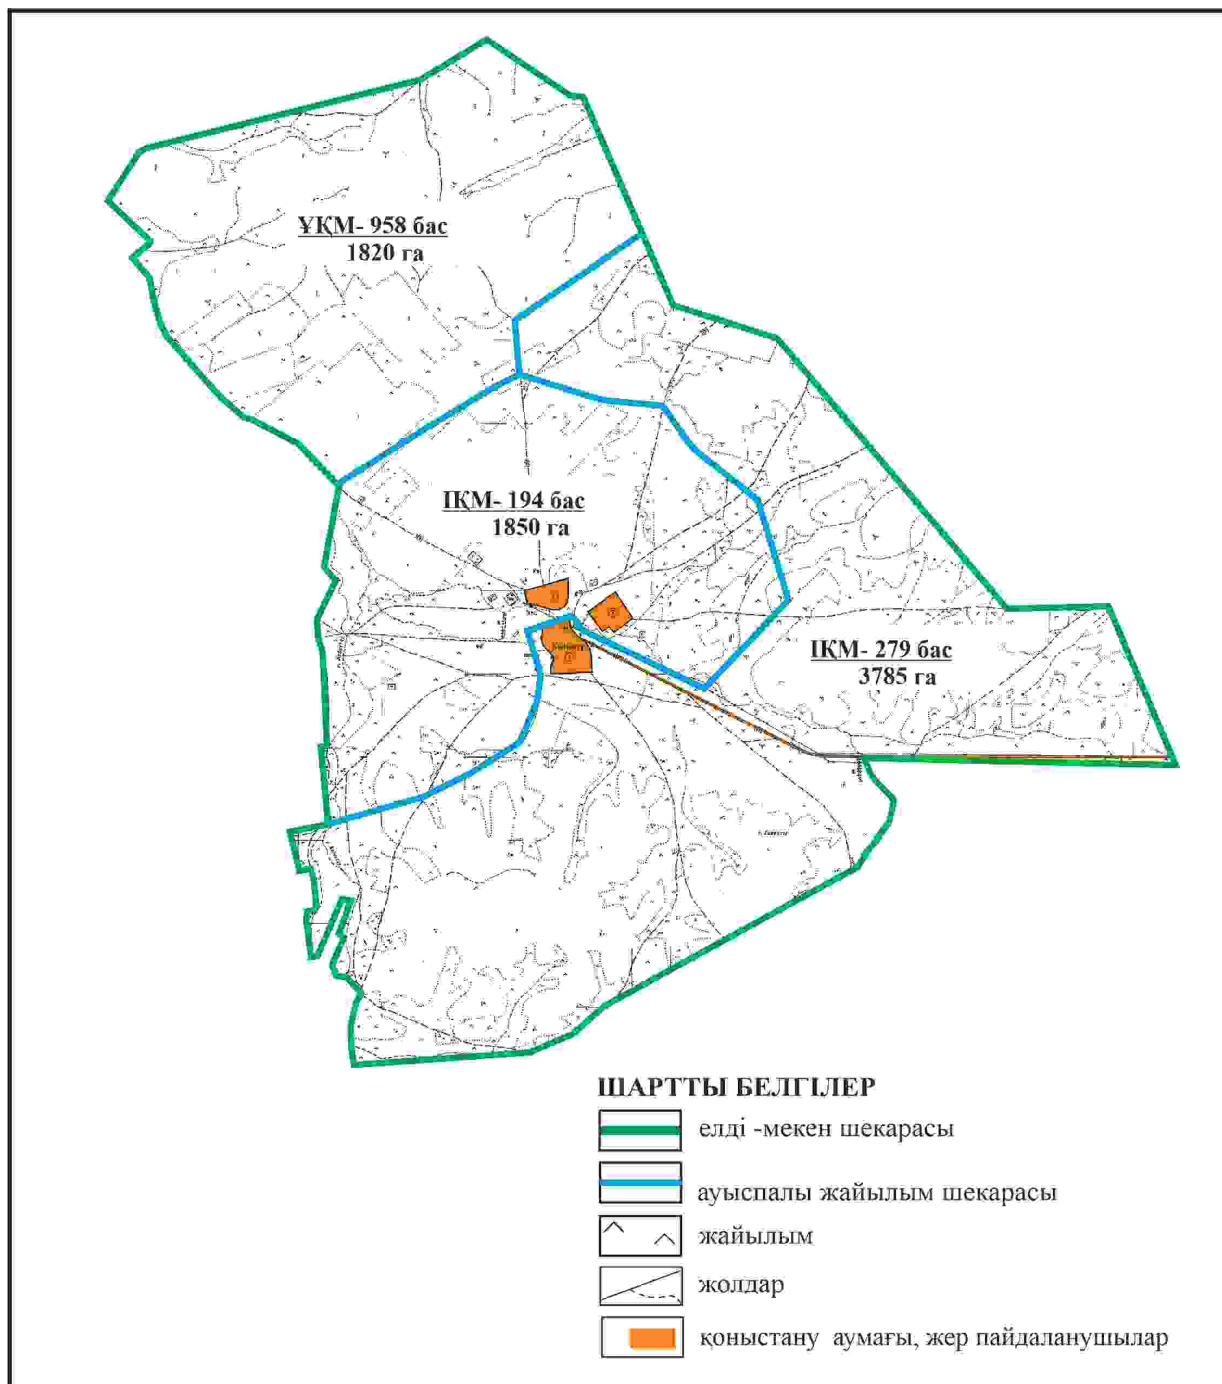 ҰҚМ- 958 бас
1820 га
ІҚМ- 194 бас
1850 га
ІҚМ- 279 бас
3785 га
ШАРТТЫ БЕЛГІЛЕР
елді -мекен шекарасы
ауыспалы жайылым шекарасы
жайылым
жолдар
қоныстану аумағы, жер пайдаланушылар